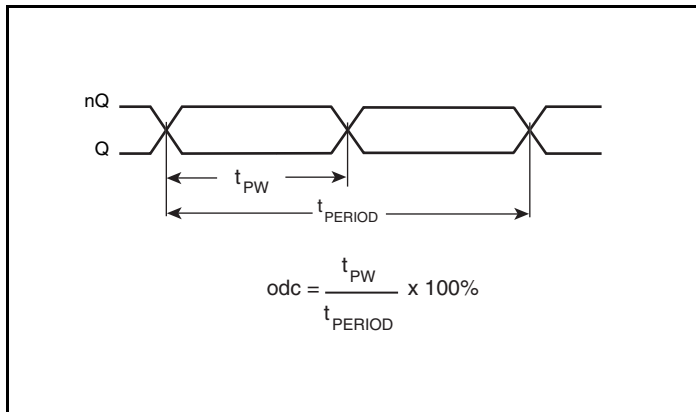 nQ
Q
tPW
tPERIOD
odc = tPW / tPERIOD x 100%